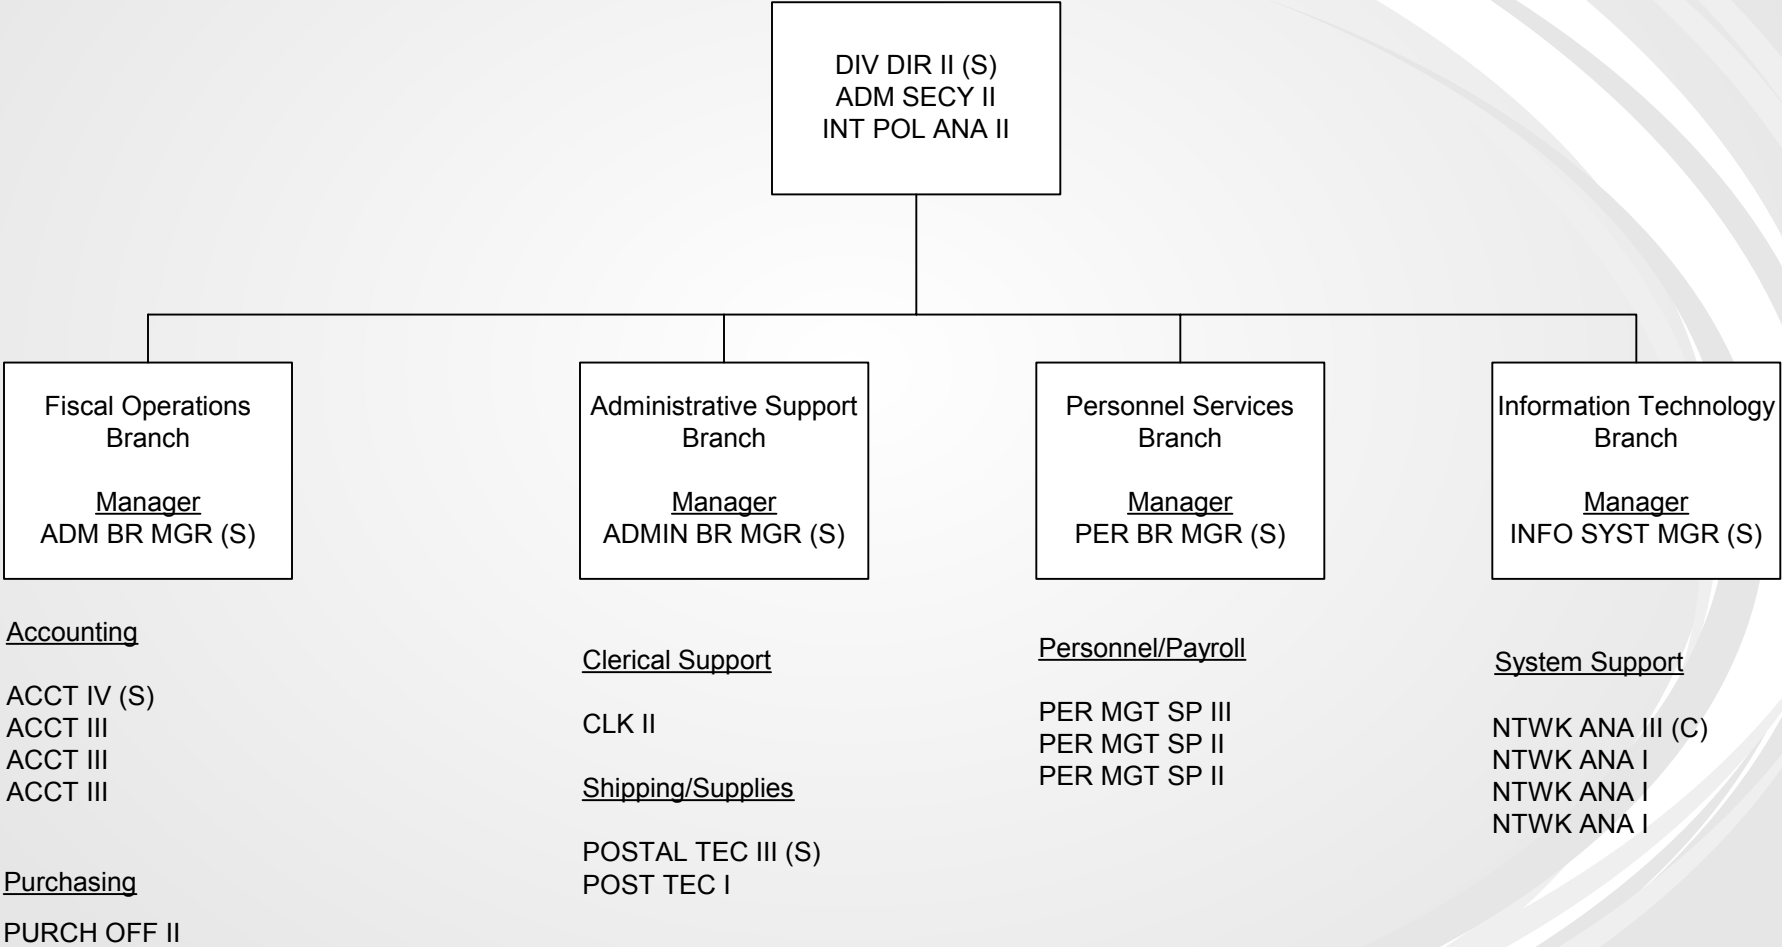 DIV DIR II (S)
ADM SECY II
INT POL ANA II
Fiscal Operations
Branch
Manager
ADM BR MGR (S)
Administrative Support
Branch
Manager
ADMIN BR MGR (S)
Personnel Services
Branch
Manager
PER BR MGR (S)
Information Technology
Branch
Manager
INFO SYST MGR (S)
Accounting
ACCT IV (S)
ACCT III
ACCT III
ACCT III
Purchasing
PURCH OFF II
Clerical Support
CLK II
Shipping/Supplies
POSTAL TEC III (S)
POST TEC I
Personnel/Payroll
PER MGT SP III
PER MGT SP II
PER MGT SP II
System Support
NTWK ANA III (C)
NTWK ANA I
NTWK ANA I
NTWK ANA I